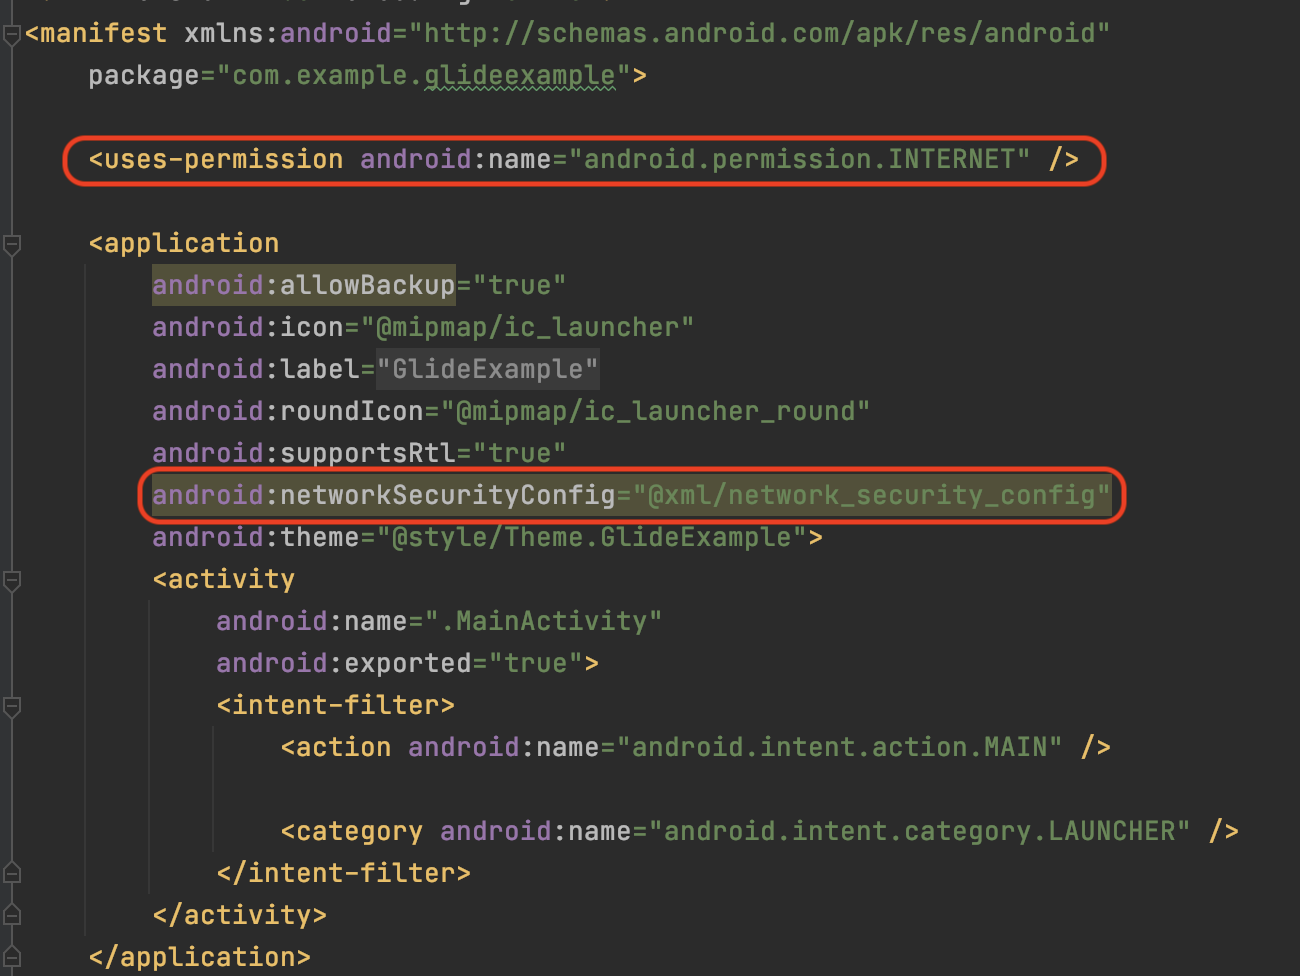 <manifest xmlns:android="http://schemas.android.com/apk/res/android"
package="com.example.glideexample">
<uses-permission android:name="android.permission.INTERNET" />
<application
android:allowBackup="true"
android:icon="@mipmap/ic_launcher"
android:label="GlideExample"
android:roundIcon="@mipmap/ic_launcher_round"
android:supportsRtl="true"
android:networkSecurityConfig="@xml/network_security_config"
android:theme="@style/Theme.GlideExample">
<activity
android:name=".MainActivity"
android:exported="true">
<intent-filter>
<action android:name="android.intent.action.MAIN" />
<category android:name="android.intent.category.LAUNCHER" />
</intent-filter>
</activity>
</application>